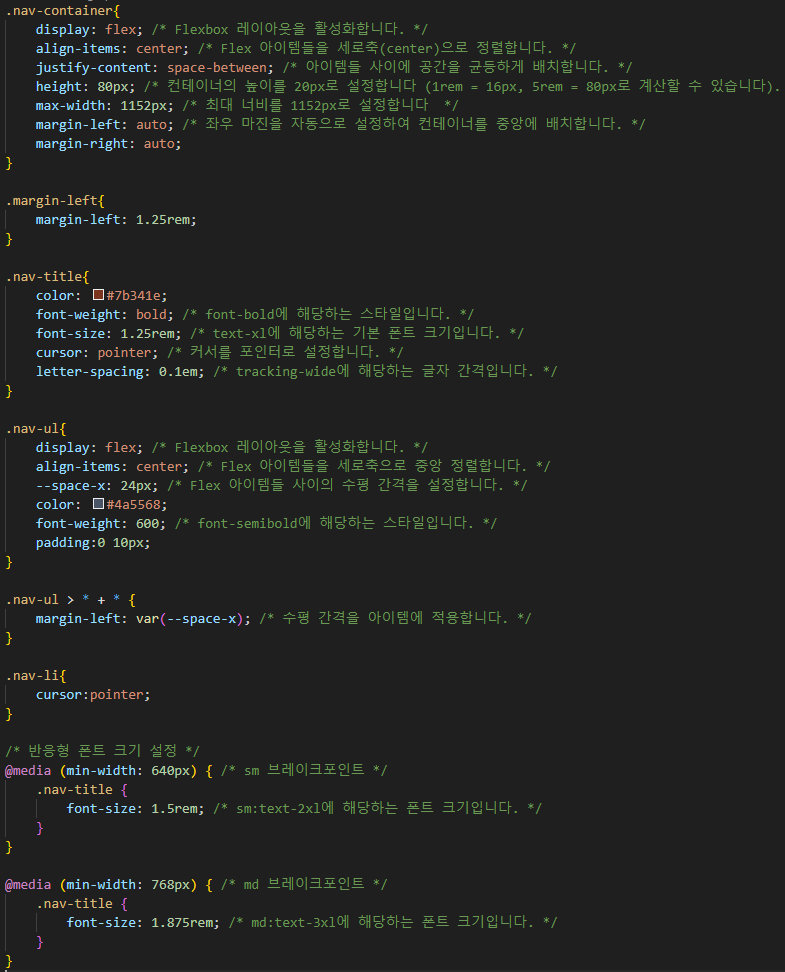 .nav-container{
    display: flex; /* Flexbox 레이아웃을 활성화합니다. */
    align-items: center; /* Flex 아이템들을 세로축(center)으로 정렬합니다. */
    justify-content: space-between; /* 아이템들 사이에 공간을 균등하게 배치합니다. */
    height: 80px; /* 컨테이너의 높이를 20px로 설정합니다 (1rem = 16px, 5rem = 80px로 계산할 수 있습니다).
    max-width: 1152px; /* 최대 너비를 1152px로 설정합니다  */
    margin-left: auto; /* 좌우 마진을 자동으로 설정하여 컨테이너를 중앙에 배치합니다. */
    margin-right: auto;
}
.margin-left{
    margin-left: 1.25rem;
}
.nav-title{
    color: #7b341e;
    font-weight: bold; /* font-bold에 해당하는 스타일입니다. */
    font-size: 1.25rem; /* text-xl에 해당하는 기본 폰트 크기입니다. */
    cursor: pointer; /* 커서를 포인터로 설정합니다. */
    letter-spacing: 0.1em; /* tracking-wide에 해당하는 글자 간격입니다. */
}
.nav-ul{
    display: flex; /* Flexbox 레이아웃을 활성화합니다. */
    align-items: center; /* Flex 아이템들을 세로축으로 중앙 정렬합니다. */
    --space-x: 24px; /* Flex 아이템들 사이의 수평 간격을 설정합니다. */
    color: #4a5568;
    font-weight: 600; /* font-semibold에 해당하는 스타일입니다. */
    padding:0 10px;
}
.nav-ul > * + * {
    margin-left: var(--space-x); /* 수평 간격을 아이템에 적용합니다. */
}
.nav-li{
    cursor:pointer;
}
/* 반응형 폰트 크기 설정 */
@media (min-width: 640px) { /* sm 브레이크포인트 */
    .nav-title {
        font-size: 1.5rem; /* sm:text-2xl에 해당하는 폰트 크기입니다. */
    }
}
@media (min-width: 768px) { /* md 브레이크포인트 */
    .nav-title {
        font-size: 1.875rem; /* md:text-3xl에 해당하는 폰트 크기입니다. */
    }
}